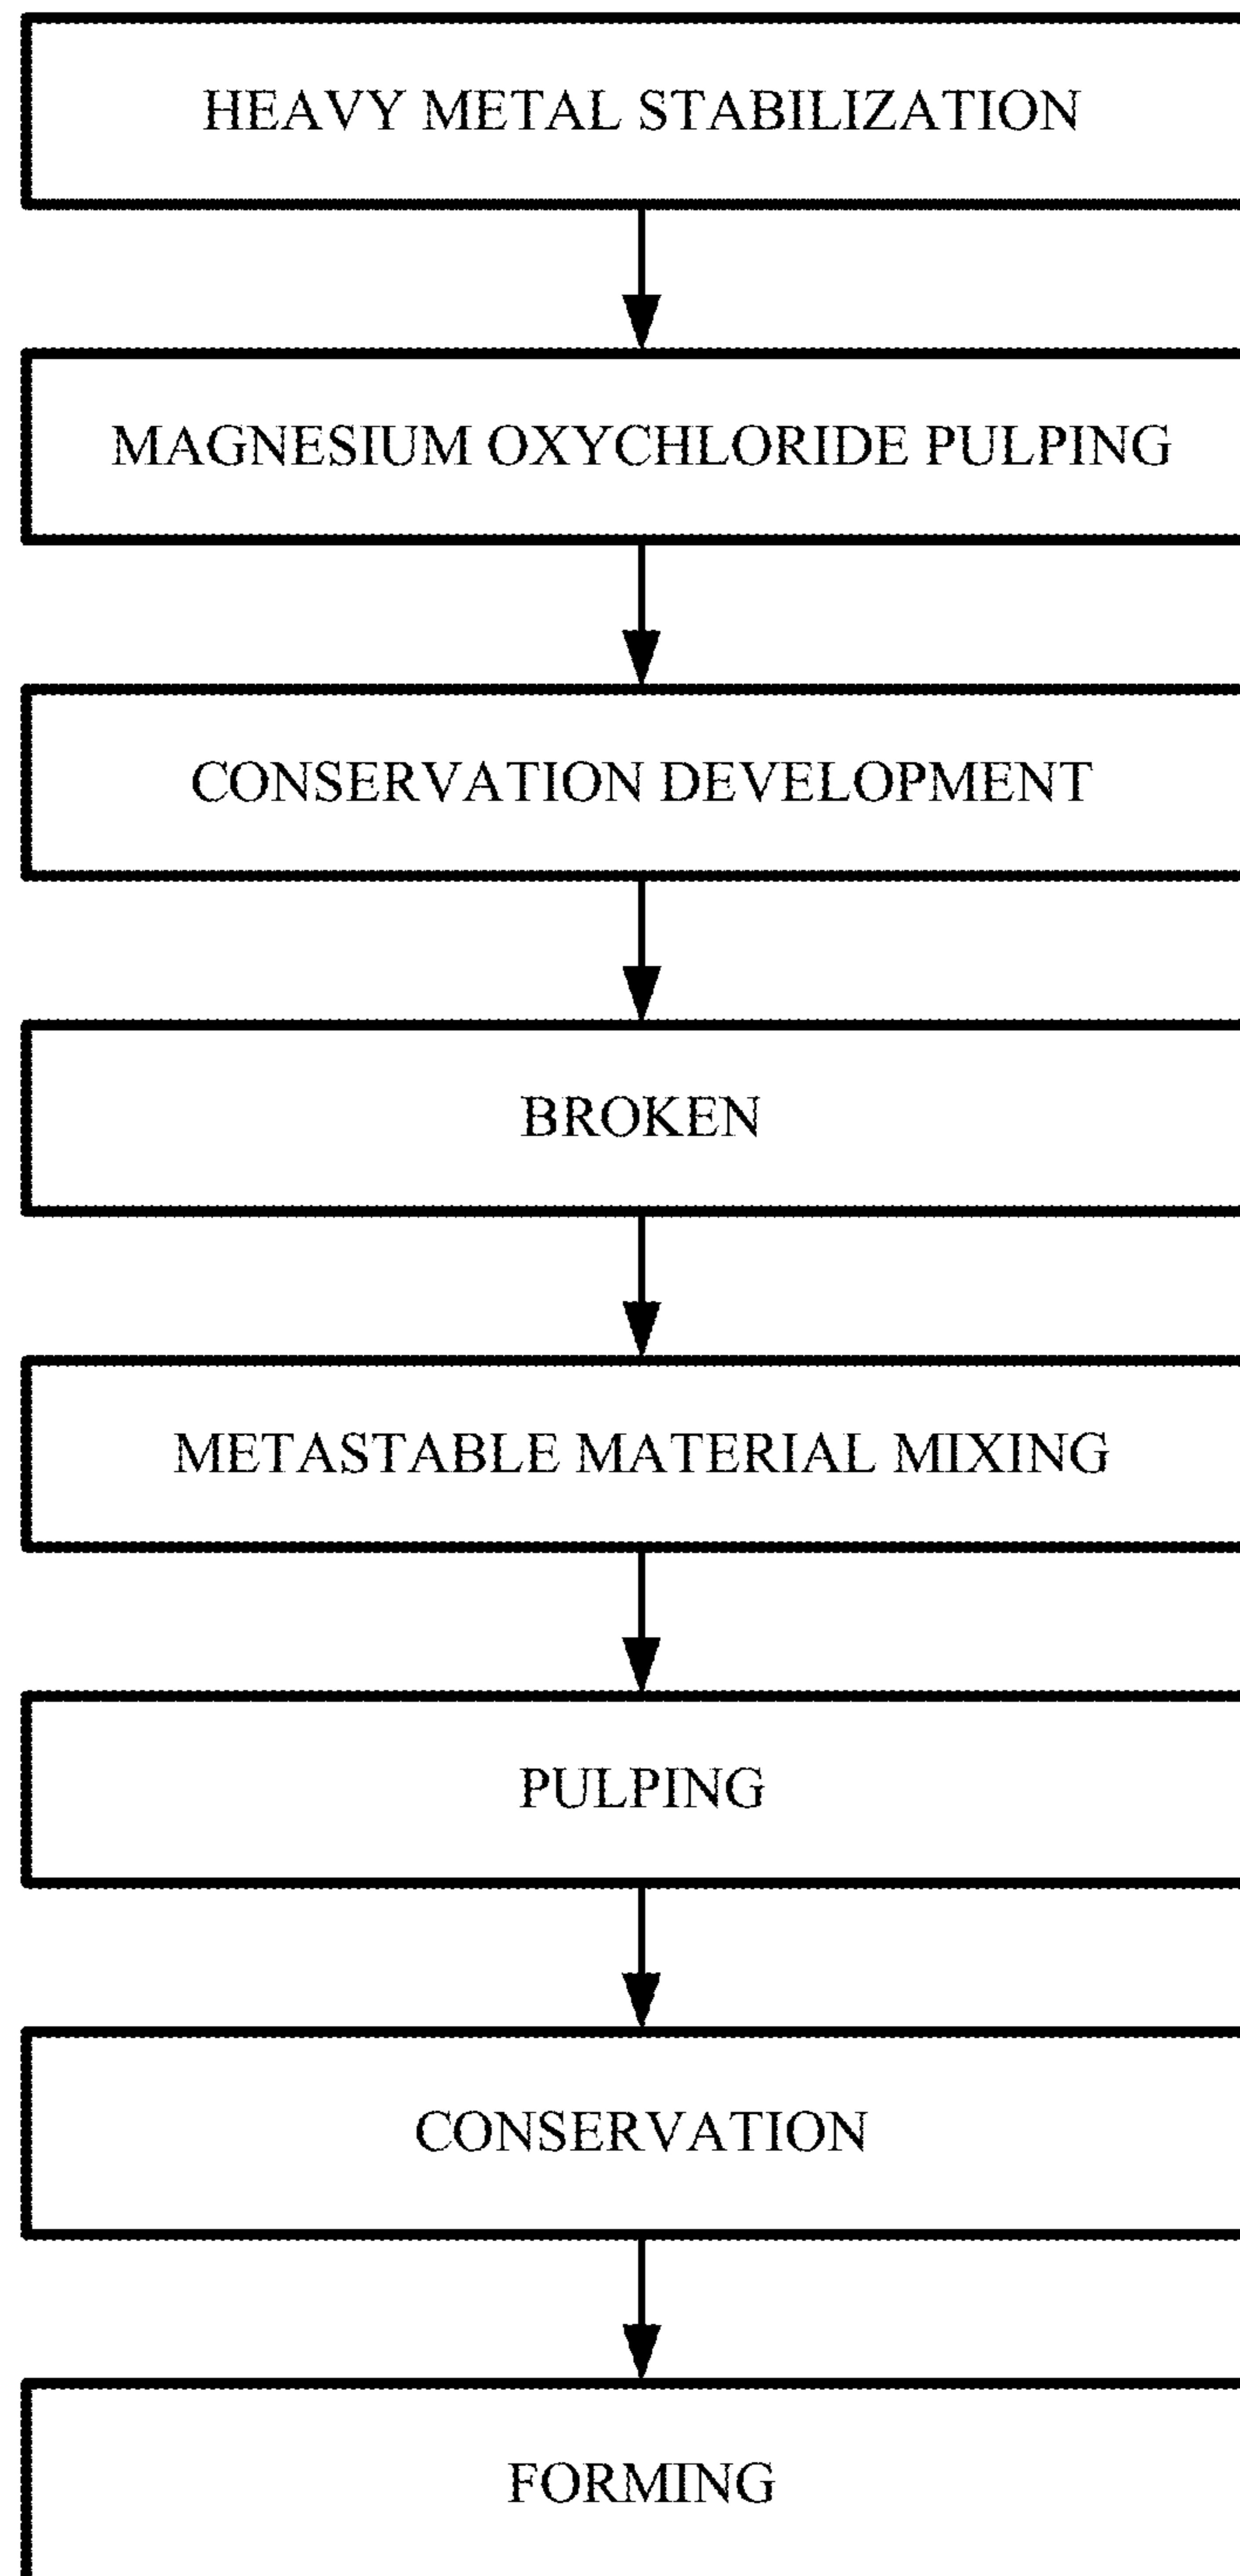 HEAVY METAL STABILIZATION
MAGNESIUM OXYCHLORIDE PULPING
CONSERVATION DEVELOPMENT
BROKEN
METASTABLE MATERIAL MIXING
PULPING
CONSERVATION
FORMING